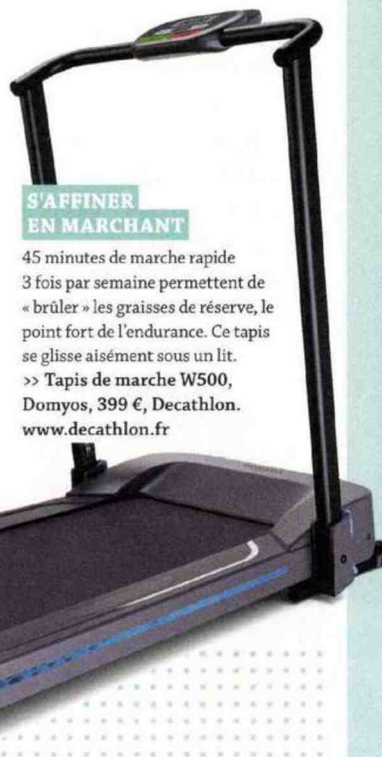 S'AFFINER
EN MARCHANT
45 minutes de marche rapide
3 fois par semaine permettent de
« brûler » les graisses de réserve, le
point fort de l'endurance. Ce tapis
se glisse aisément sous un lit.
>> Tapis de marche W500,
Domyos, 399 €, Decathlon.
www.decathlon.fr